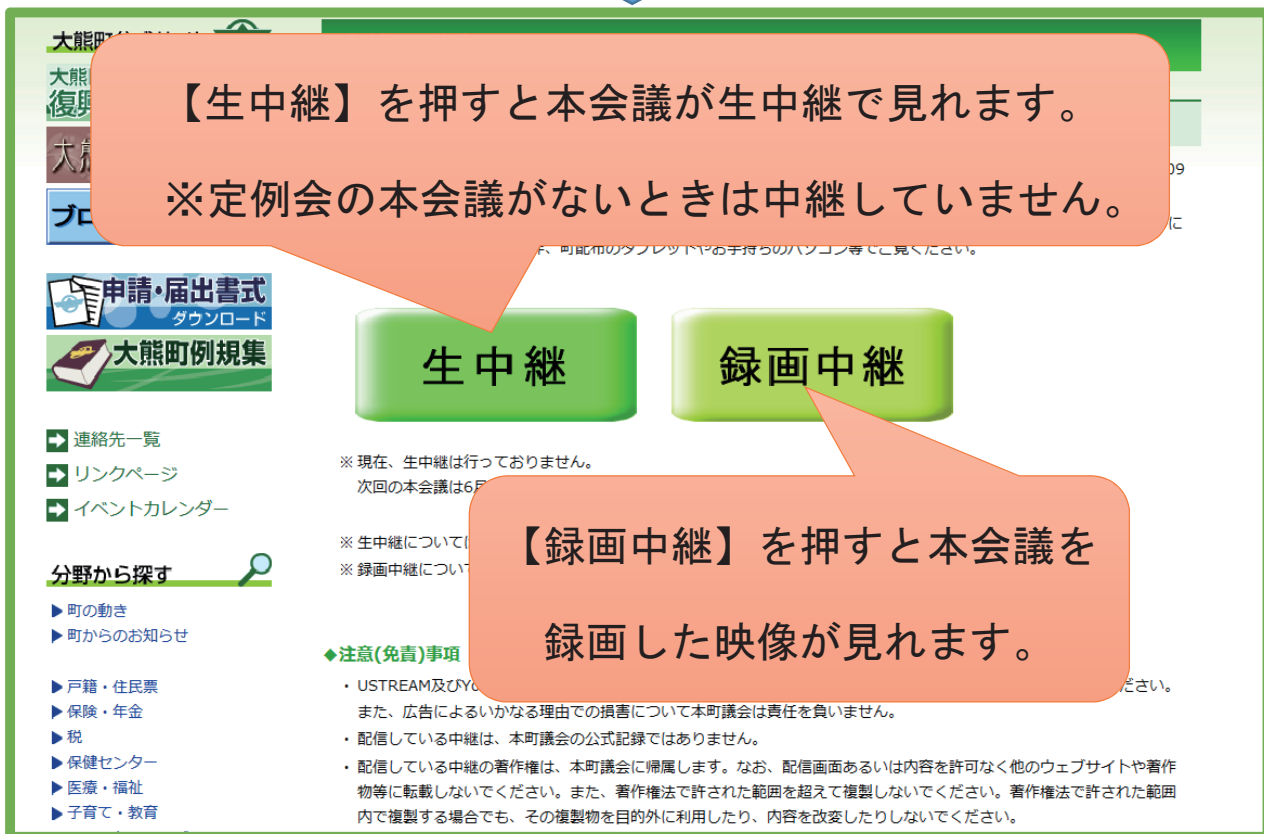 大熊町
【生中継】を押すと本会議が生中継で見れます。
※定例会の本会議がないときは中継していません。
大熊
復興
大熊
09
ブロ
に
、町配布のタブレットやお手持ちのパソコン等でご覧ください。
申請・届出書式
ダウンロード
大熊町例規集
生中継
録画中継
連絡先一覧
リンクページ
イベントカレンダー
※ 現在、生中継は行っておりません。
次回の本会議は6月
※ 生中継については
※ 録画中継について
【録画中継】を押すと本会議を
録画した映像が見れます。
分野から探す
町の動き
町からのお知らせ
戸籍・住民票
保険・年金
税
保健センター
医療・福祉
子育て・教育
◆注意(免責)事項
・USTREAM及びYo
ださい。
また、広告によるいかなる理由での損害について本町議会は責任を負いません。
・配信している中継は、本町議会の公式記録ではありません。
・配信している中継の著作権は、本町議会に帰属します。なお、配信画面あるいは内容を許可なく他のウェブサイトや著作
物等に転載しないでください。また、著作権法で許された範囲を超えて複製しないでください。著作権法で許された範囲
内で複製する場合でも、その複製物を目的外に利用したり、内容を改変したりしないでください。